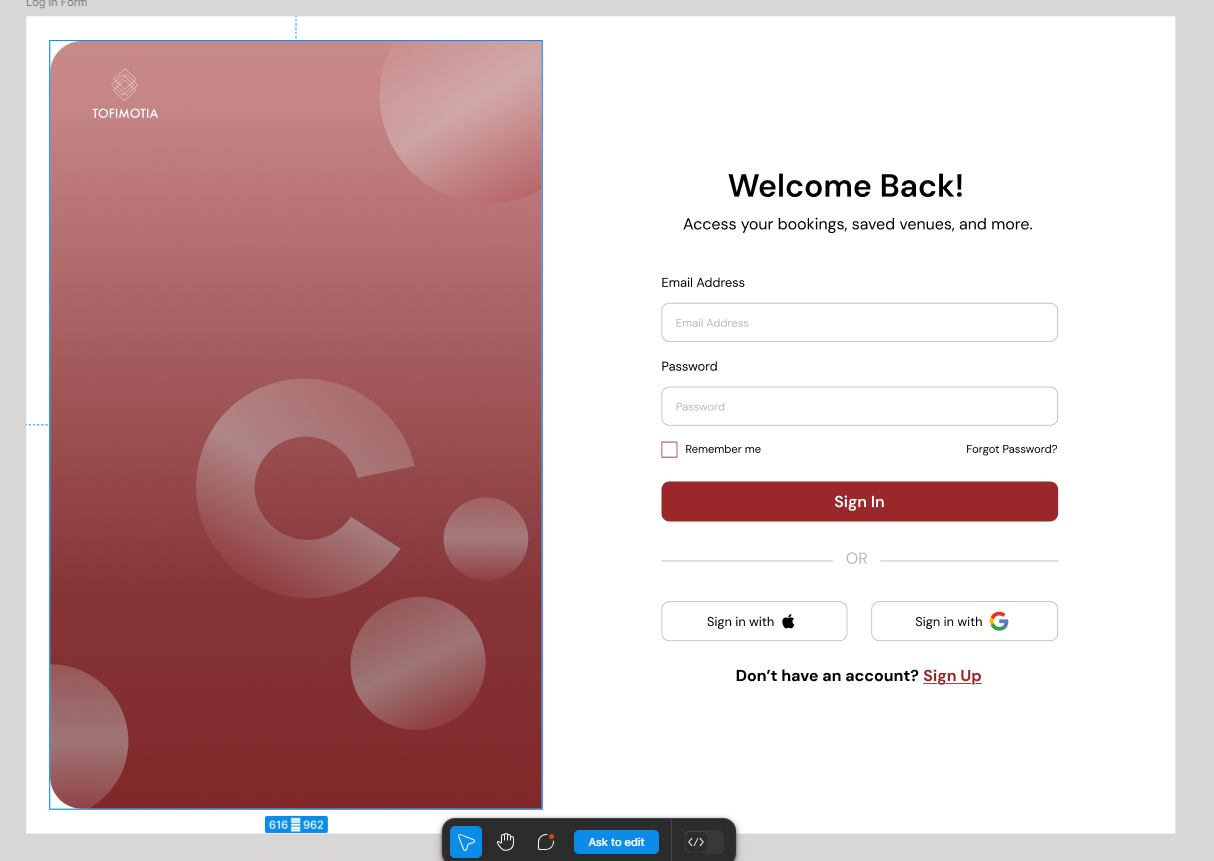 Log In Form
TOFIMOTIA
Welcome Back!
Access your bookings, saved venues, and more.
Email Address
Email Address
Password
Password
Remember me
Forgot Password?
Sign In
OR
Sign in with
Sign in with
Don’t have an account? Sign Up
616 962
Ask to edit